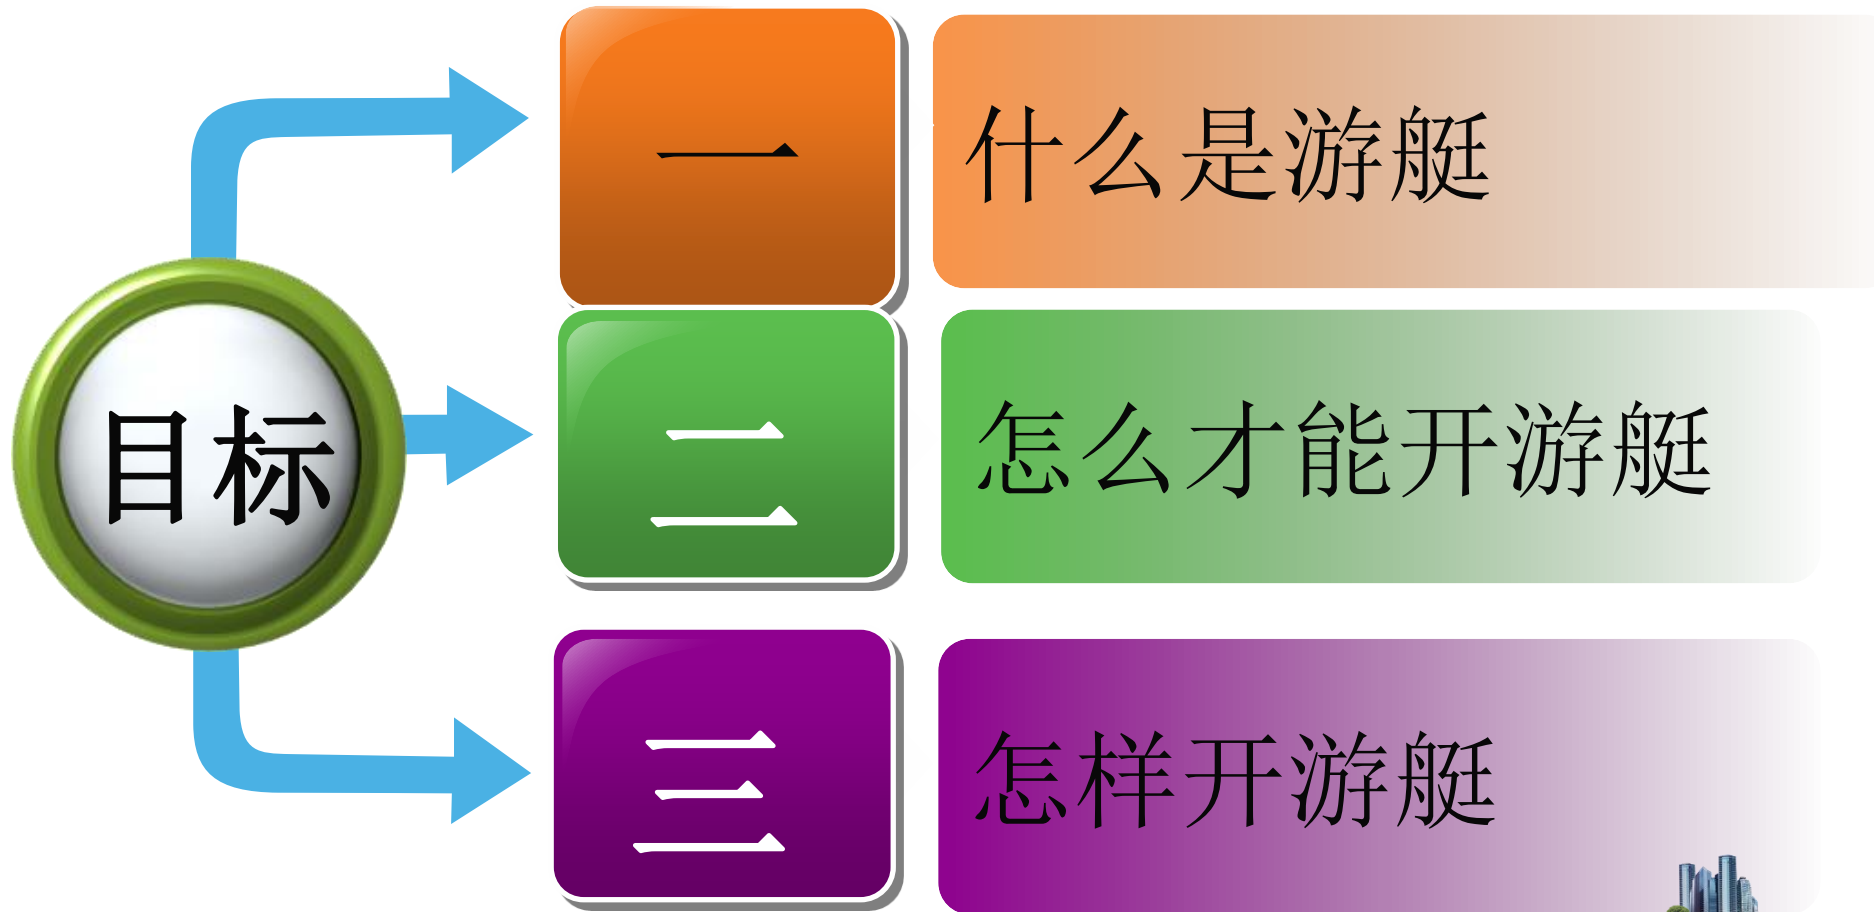 目标
一
什么是游艇
二
怎么才能开游艇
三
怎样开游艇